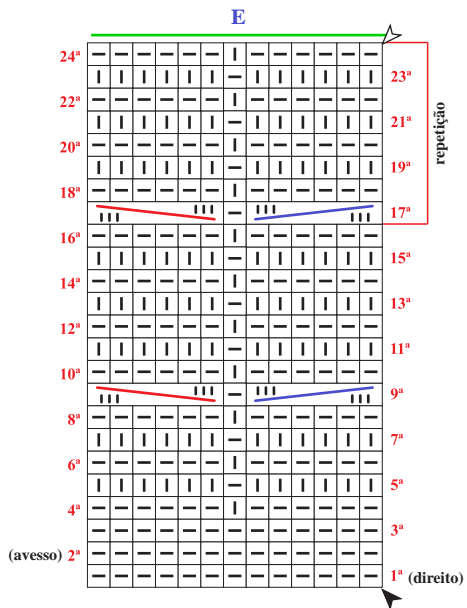 E
24ª
23ª
22ª
21ª
20ª
19ª
18ª
17ª
repetição
16ª
15ª
14ª
13ª
12ª
11ª
10ª
9ª
8ª
7ª
6ª
5ª
4ª
3ª
(avesso) 2ª
1ª (direito)